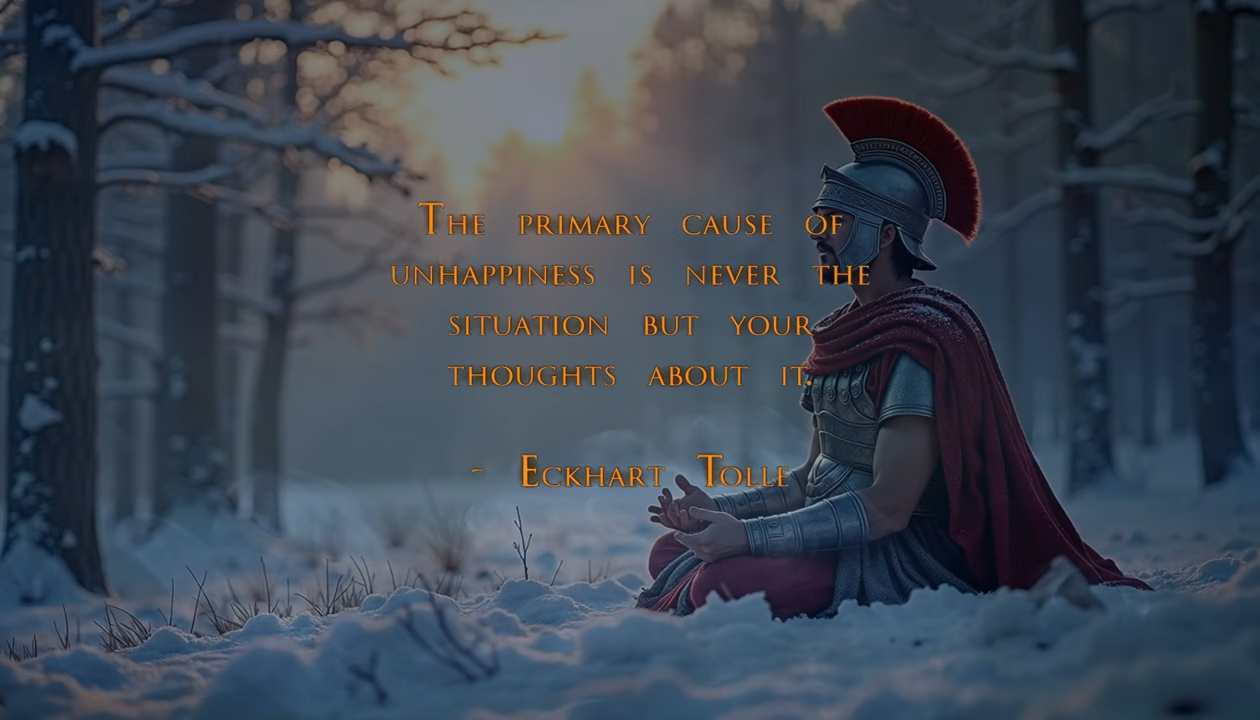 The primary cause of
unhappiness is never the
situation but your
thoughts about it.
- Eckhart Tolle